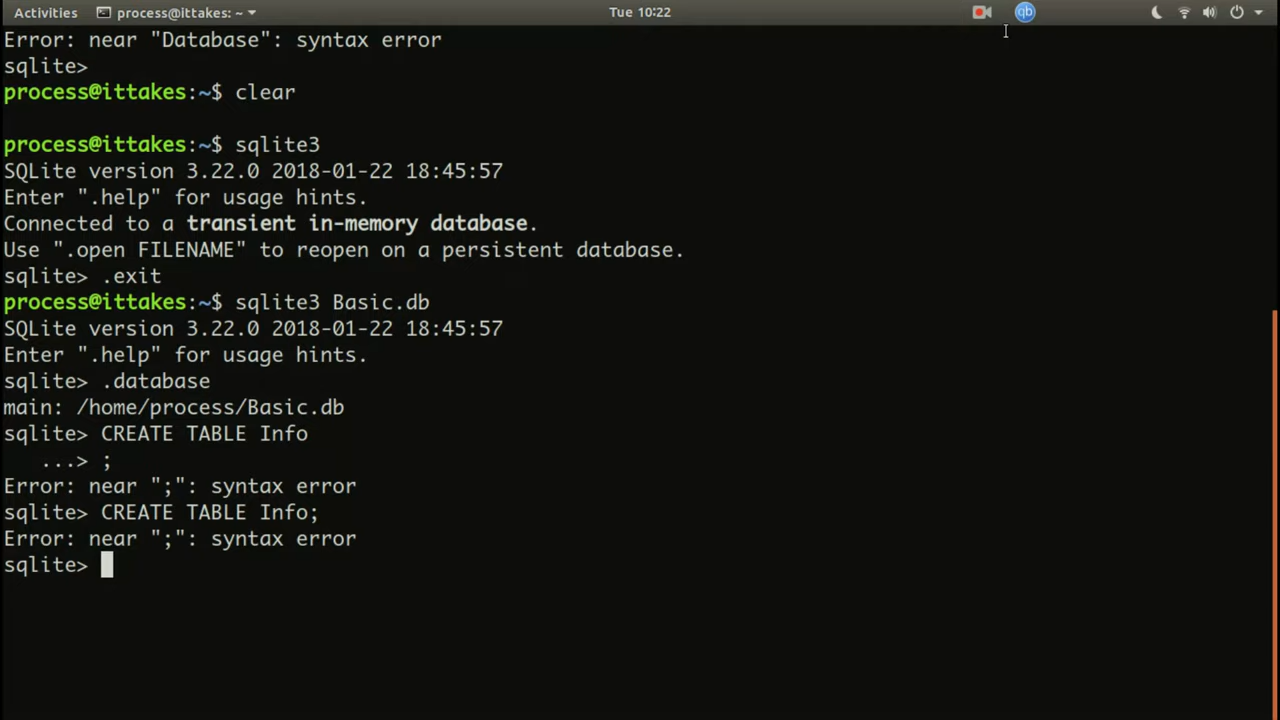 Activities process@ittakes: ~ Tue 10:22 qb
Error: near "Database": syntax error
sqlite>
process@ittakes:~$ clear
process@ittakes:~$ sqlite3
SQLite version 3.22.0 2018-01-22 18:45:57
Enter ".help" for usage hints.
Connected to a transient in-memory database.
Use ".open FILENAME" to reopen on a persistent database.
sqlite> .exit
process@ittakes:~$ sqlite3 Basic.db
SQLite version 3.22.0 2018-01-22 18:45:57
Enter ".help" for usage hints.
sqlite> .database
main: /home/process/Basic.db
sqlite> CREATE TABLE Info
...> ;
Error: near ";": syntax error
sqlite> CREATE TABLE Info;
Error: near ";": syntax error
sqlite>